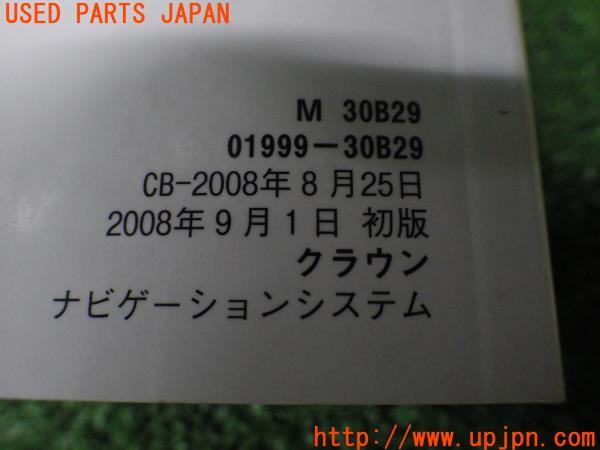 USED PARTS JAPAN
M 30B29
01999-30B29
CB-2008年8月25日
2008年9月1日 初版
クラウン
ナビゲーションシステム
http://www.upjpn.com/